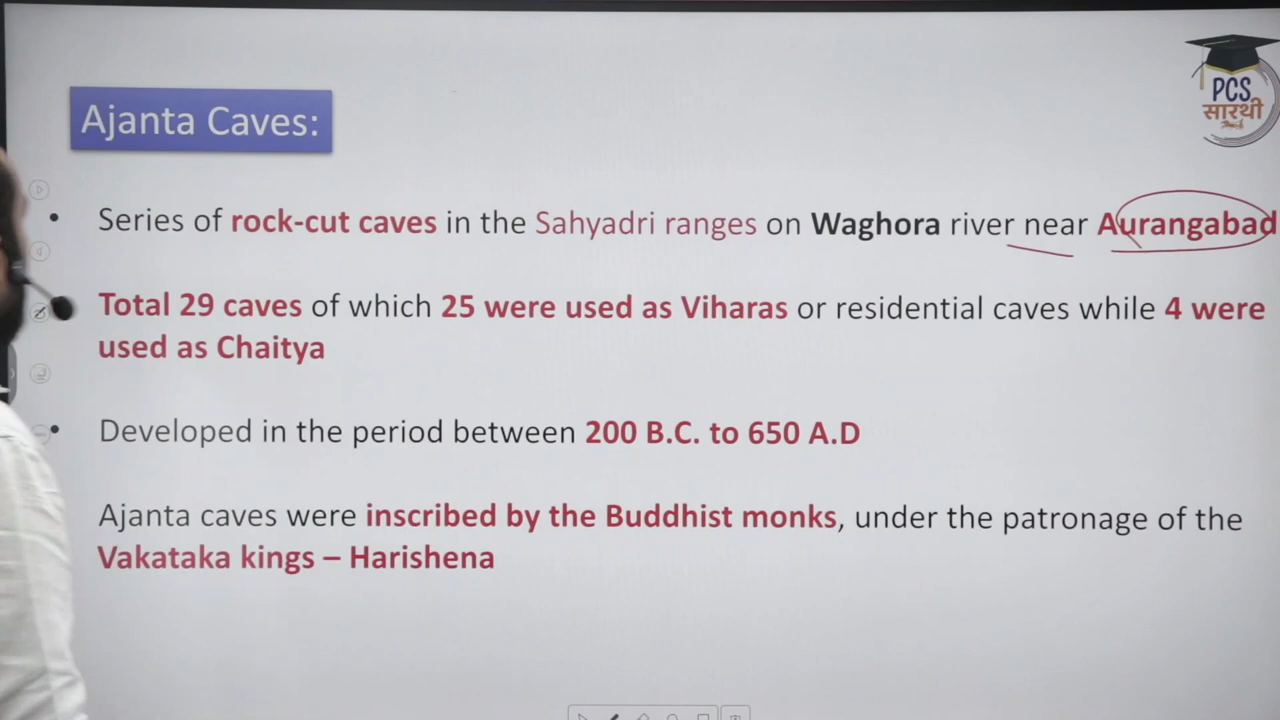 PCS
सारथी
Ajanta Caves:
• Series of rock-cut caves in the Sahyadri ranges on Waghora river near Aurangabad
Total 29 caves of which 25 were used as Viharas or residential caves while 4 were
used as Chaitya
• Developed in the period between 200 B.C. to 650 A.D
Ajanta caves were inscribed by the Buddhist monks, under the patronage of the
Vakataka kings – Harishena